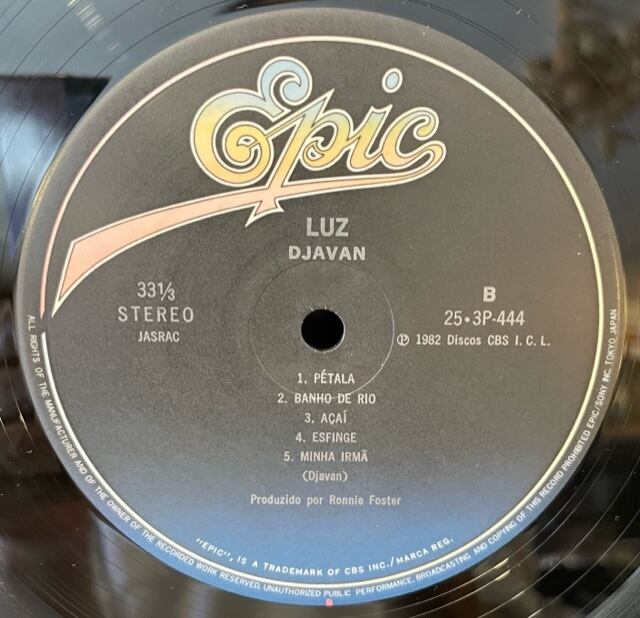 Epic
LUZ
DJAVAN
33⅓
STEREO
JASRAC
B
25•3P-444
Ⓟ 1982 Discos CBS I. C. L.
1. PÉTALA
2. BANHO DE RIO
3. AÇAÍ
4. ESFINGE
5. MINHA IRMÃ
(Djavan)
Produzido por Ronnie Foster
"EPIC", IS A TRADEMARK OF CBS INC./MARCA REG.
ALL RIGHTS OF THE MANUFACTURER AND OF THE OWNER OF THE RECORDED WORK RESERVED. UNAUTHORIZED PUBLIC PERFORMANCE, BROADCASTING AND COPYING OF THIS RECORD PROHIBITED EPIC/SONY INC. TOKYO JAPAN